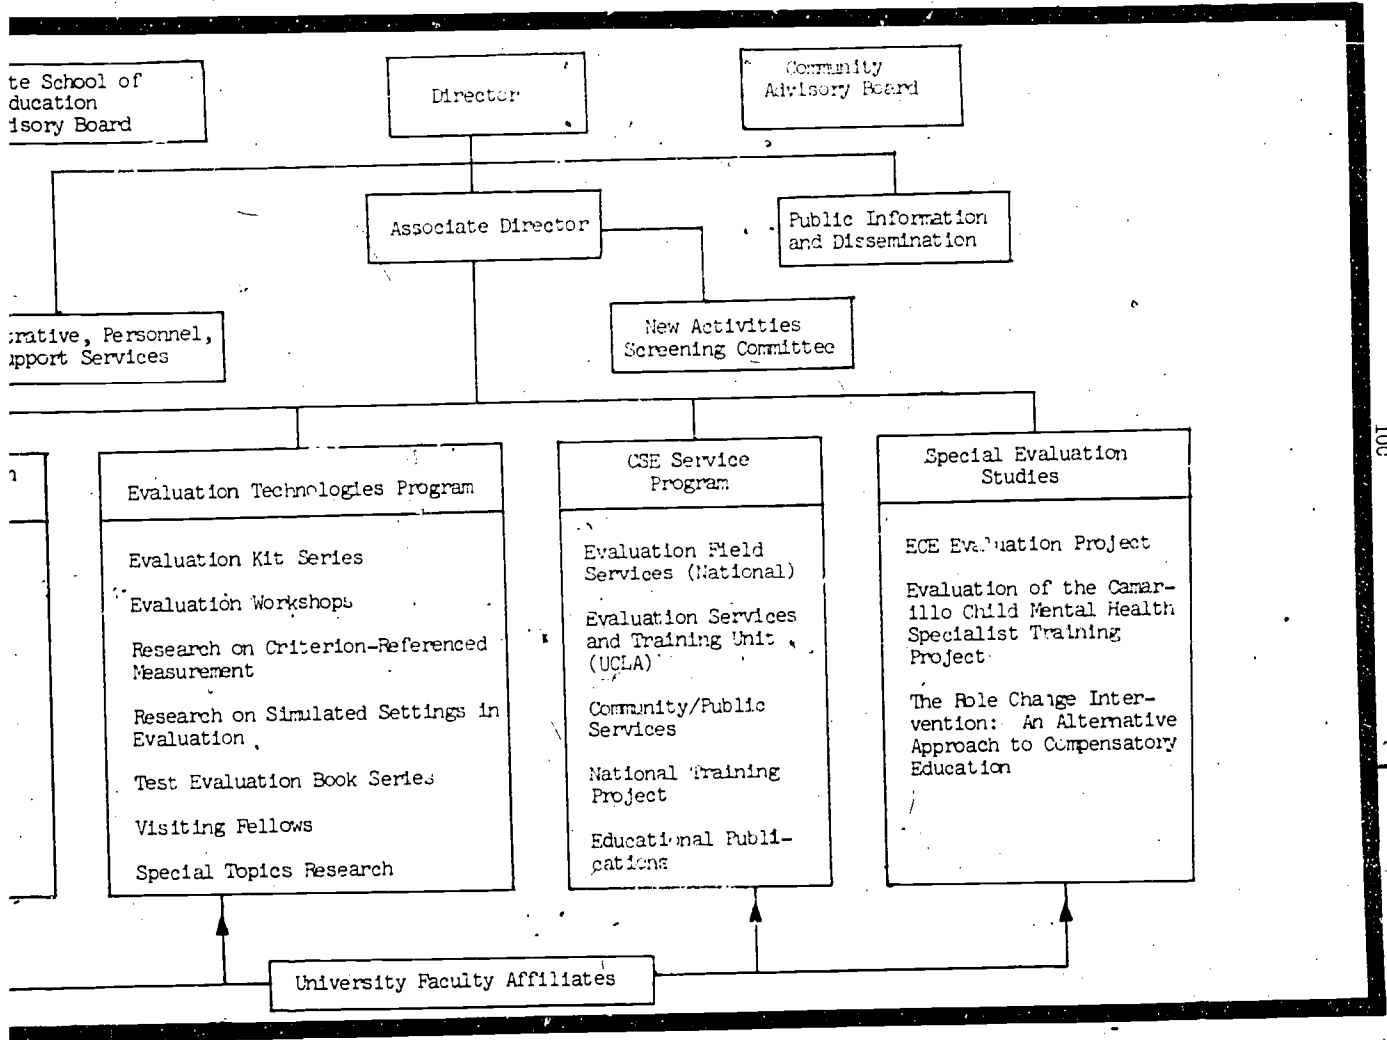 te School of
ducation
isory Board
Director
Community
Advisory Board
Associate Director
Public Information
and Dissemination
trative, Personnel,
upport Services
New Activities
Screening Committee
n
Evaluation Technologies Program
Evaluation Kit Series
Evaluation Workshops
Research on Criterion-Referenced
Measurement
Research on Simulated Settings in
Evaluation
Test Evaluation Book Series
Visiting Fellows
Special Topics Research
CSE Service
Program
Evaluation Field
Services (National)
Evaluation Services
and Training Unit
(UCLA)
Community/Public
Services
National Training
Project
Educational Publi-
cations
Special Evaluation
Studies
ECE Evaluation Project
Evaluation of the Camar-
illo Child Mental Health
Specialist Training
Project
The Role Change Inter-
vention: An Alternative
Approach to Compensatory
Education
University Faculty Affiliates
100